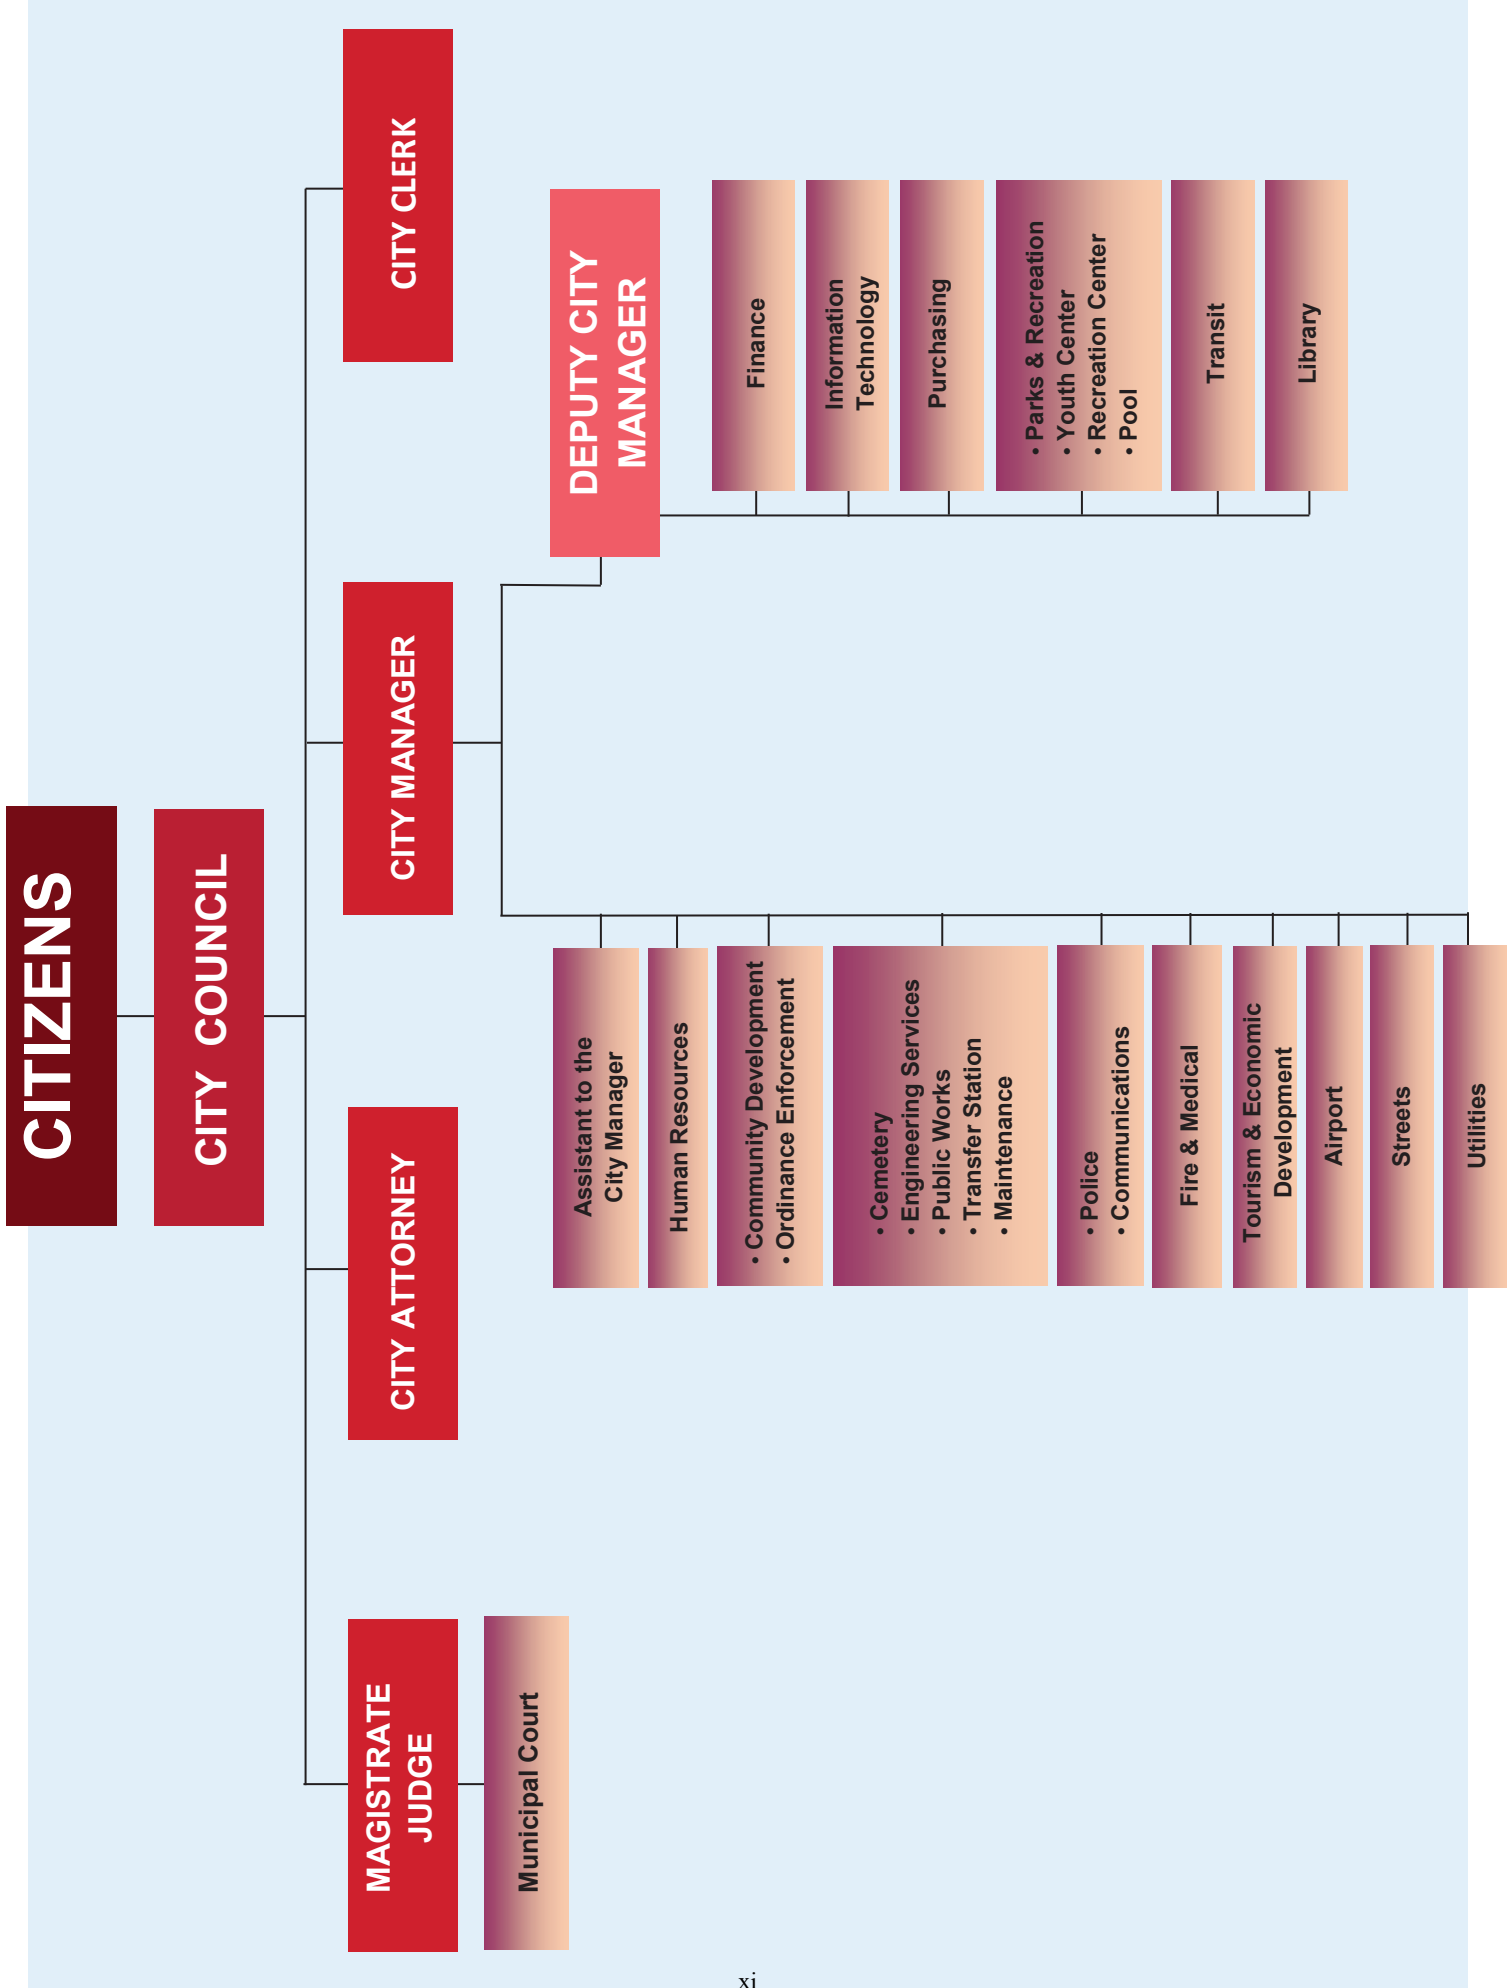 CITIZENS
CITY COUNCIL
MAGISTRATE
JUDGE
CITY ATTORNEY
CITY MANAGER
CITY CLERK
Municipal Court
Assistant to the
City Manager
Human Resources
• Community Development
• Ordinance Enforcement
• Cemetery
• Engineering Services
• Public Works
• Transfer Station
• Maintenance
• Police
• Communications
Fire & Medical
Tourism & Economic
Development
Airport
Streets
Utilities
DEPUTY CITY
MANAGER
Finance
Information
Technology
Purchasing
• Parks & Recreation
• Youth Center
• Recreation Center
• Pool
Transit
Library
xi